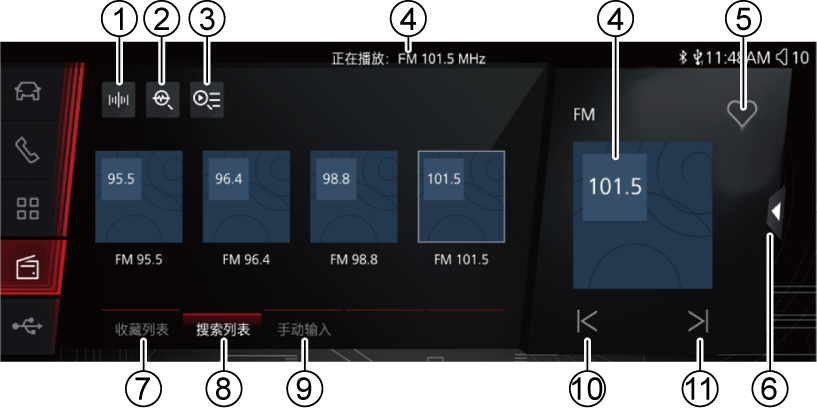 ① ② ③ ④ ④ ⑤
正在播放：FM 101.5 MHz
11:48AM 10
FM
95.5 96.4 98.8 101.5 101.5
FM 95.5 FM 96.4 FM 98.8 FM 101.5
收藏列表 搜索列表 手动输入
⑦ ⑧ ⑨ ⑩ ⑪ ⑥